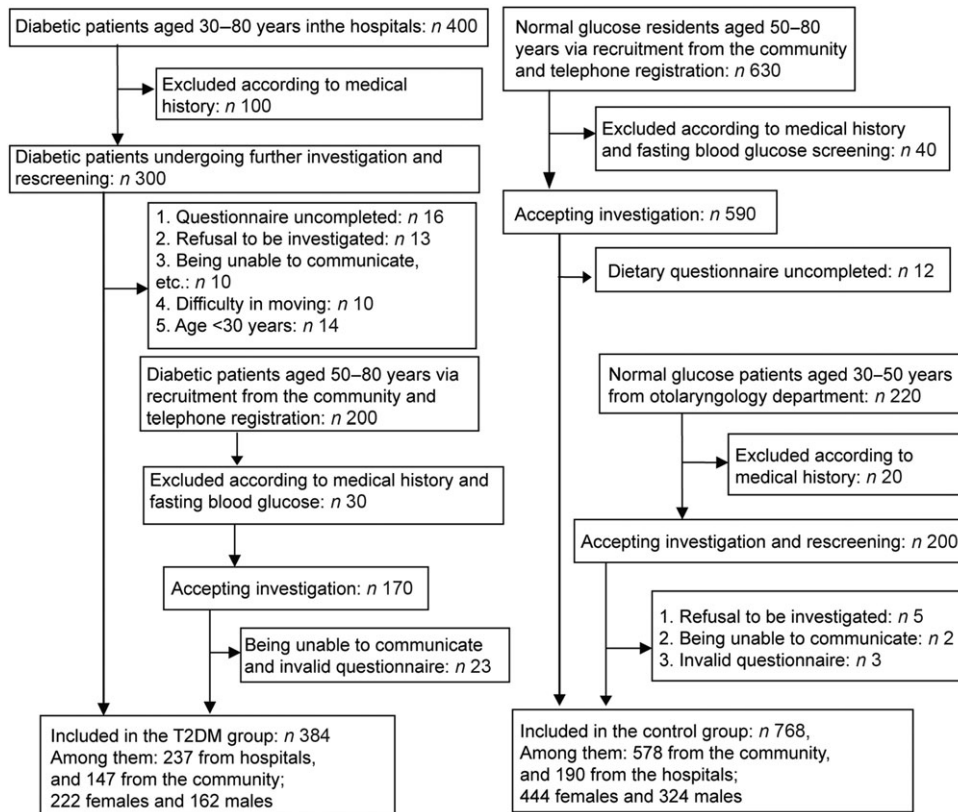 Diabetic patients aged 30–80 years inthe hospitals: n 400
Excluded according to medical
history: n 100
Diabetic patients undergoing further investigation and
rescreening: n 300
1. Questionnaire uncompleted: n 16
2. Refusal to be investigated: n 13
3. Being unable to communicate,
etc.: n 10
4. Difficulty in moving: n 10
5. Age <30 years: n 14
Diabetic patients aged 50–80 years via
recruitment from the community and
telephone registration: n 200
Excluded according to medical history and
fasting blood glucose: n 30
Accepting investigation: n 170
Being unable to communicate
and invalid questionnaire: n 23
Included in the T2DM group: n 384
Among them: 237 from hospitals,
and 147 from the community;
222 females and 162 males
Normal glucose residents aged 50–80
years via recruitment from the community
and telephone registration: n 630
Excluded according to medical history
and fasting blood glucose screening: n 40
Accepting investigation: n 590
Dietary questionnaire uncompleted: n 12
Normal glucose patients aged 30–50 years
from otolaryngology department: n 220
Excluded according to
medical history: n 20
Accepting investigation and rescreening: n 200
1. Refusal to be investigated: n 5
2. Being unable to communicate: n 2
3. Invalid questionnaire: n 3
Included in the control group: n 768,
Among them: 578 from the community,
and 190 from the hospitals;
444 females and 324 males